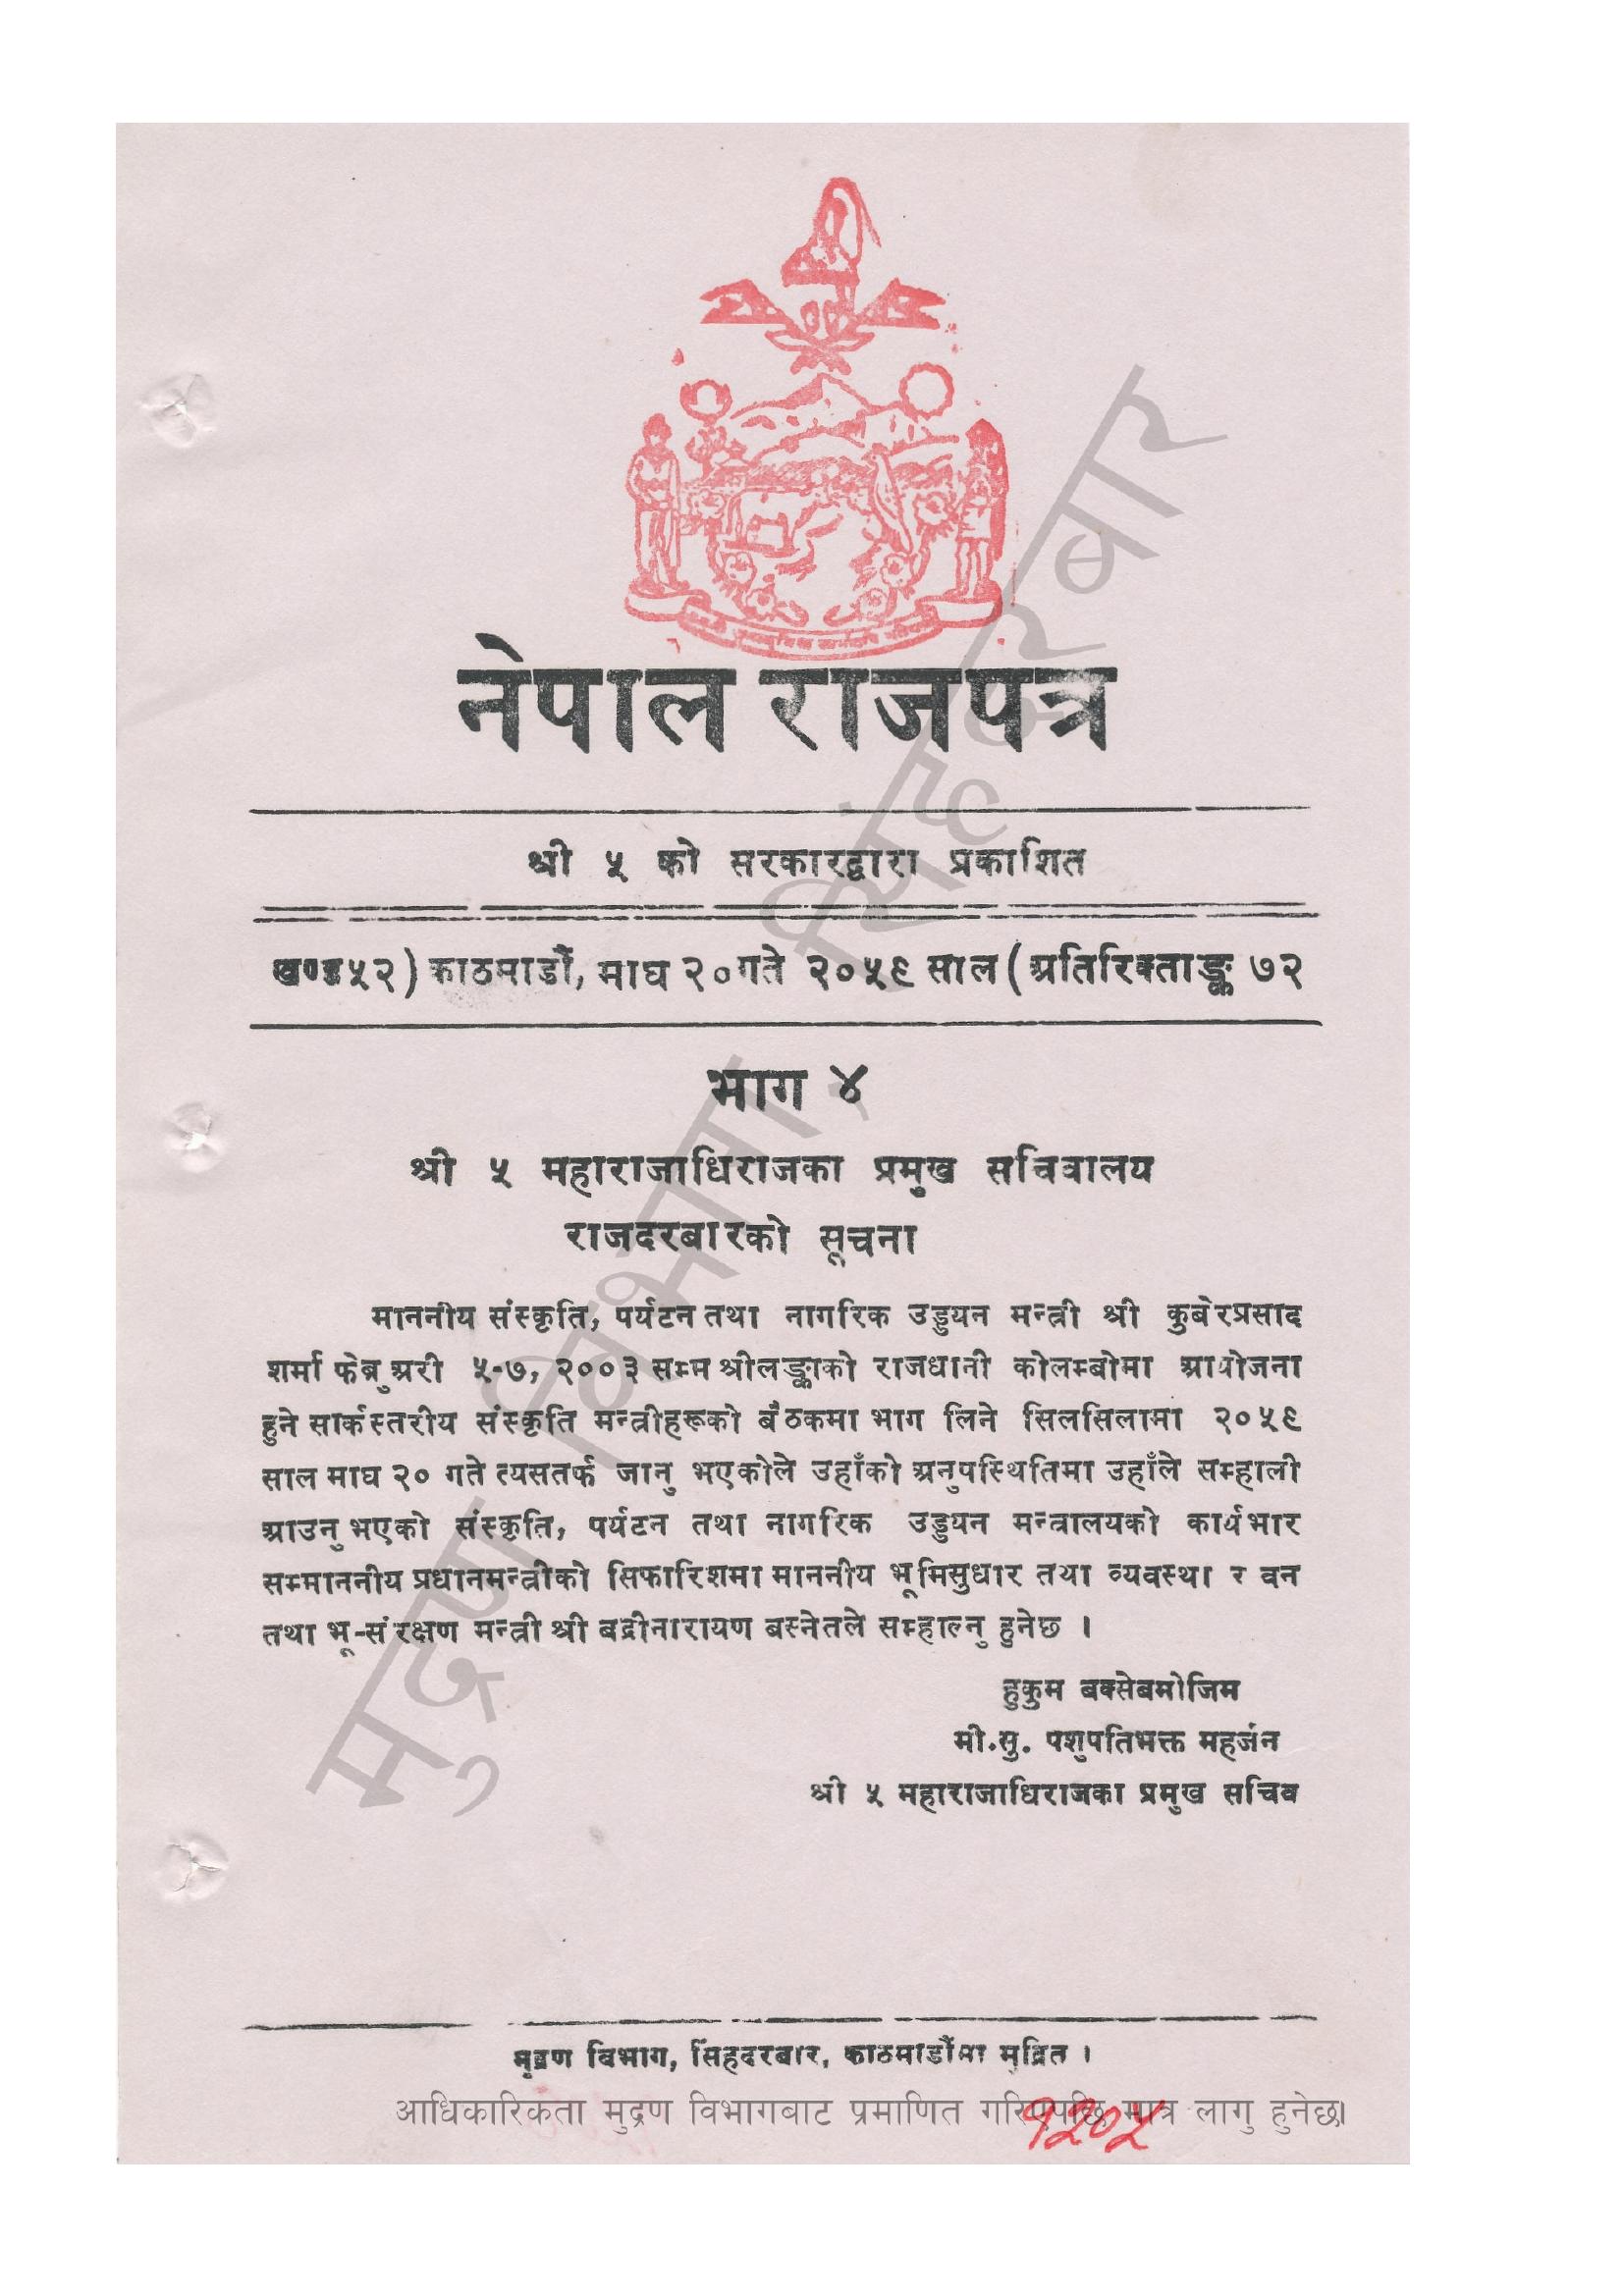 नेपाल राजपत्र
श्री ५ को सरकारद्वारा प्रकाशित
खण्ड ५२) काठमाडौं, माघ २० गते २०५९ साल (अतिरिक्ताङ्क ७२
भाग ४
श्री ५ महाराजाधिराजका प्रमुख सचिवालय
राजदरबारको सूचना
माननीय संस्कृति, पर्यटन तथा नागरिक उड्डयन मन्त्री श्री कुबेरप्रसाद
शर्मा फेब्रुअरी ५-७, २००३ सम्म श्रीलङ्काको राजधानी कोलम्बोमा आयोजना
हुने सार्कस्तरीय संस्कृति मन्त्रीहरूको बैठकमा भाग लिने सिलसिलामा २०५९
साल माघ २० गते त्यसतर्फ जानु भएकोले उहाँको अनुपस्थितिमा उहाँले सम्हाली
आउनु भएको संस्कृति, पर्यटन तथा नागरिक उड्डयन मन्त्रालयको कार्यभार
सम्माननीय प्रधानमन्त्रीको सिफारिशमा माननीय भूमिसुधार तथा व्यवस्था र वन
तथा भू-संरक्षण मन्त्री श्री बद्रीनारायण बस्नेतले सम्हाल्नु हुनेछ ।
हुकुम बक्सेबमोजिम
मी.सु. पशुपतिभक्त महर्जन
श्री ५ महाराजाधिराजका प्रमुख सचिव
मुद्रण विभाग, सिंहदरबार, काठमाडौंमा मुद्रित ।
आधिकारिकता मुद्रण विभागबाट प्रमाणित गरिएपछि मात्र लागु हुनेछ।
१२०५
मुद्रण विभाग, सिंहदरबार